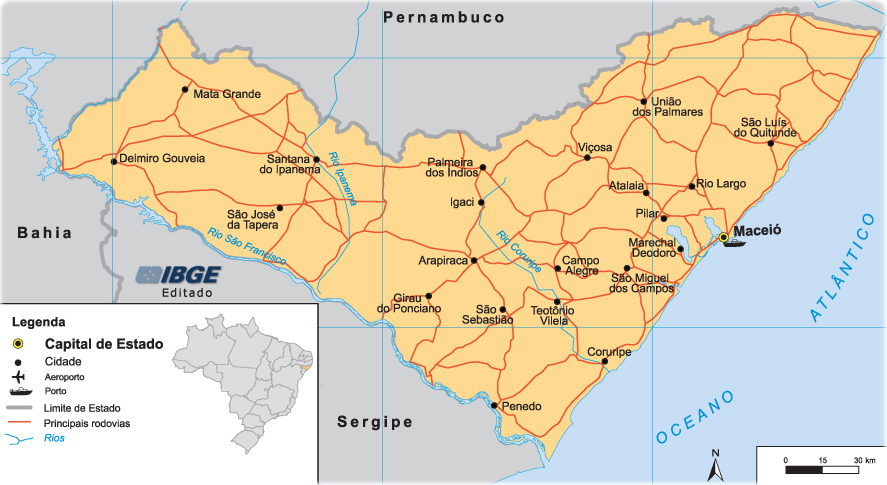 Pernambuco
Mata Grande
União
dos Palmares
São Luís
do Quitunde
Delmiro Gouveia
Santana
do Ipanema
Rio Ipanema
Palmeira
dos Índios
Viçosa
Atalaia
Rio Largo
Igaci
São José
da Tapera
Pilar
Bahia
Rio São Francisco
Rio Coruripe
Marechal
Deodoro
Maceió
IBGE
Editado
Arapiraca
Campo
Alegre
São Miguel
dos Campos
Girau
do Ponciano
São
Sebastião
Teotônio
Vilela
Coruripe
Penedo
Sergipe
OCEANO
ATLÂNTICO
Legenda
Capital de Estado
Cidade
Aeroporto
Porto
Limite de Estado
Principais rodovias
Rios
N
0 15 30 km